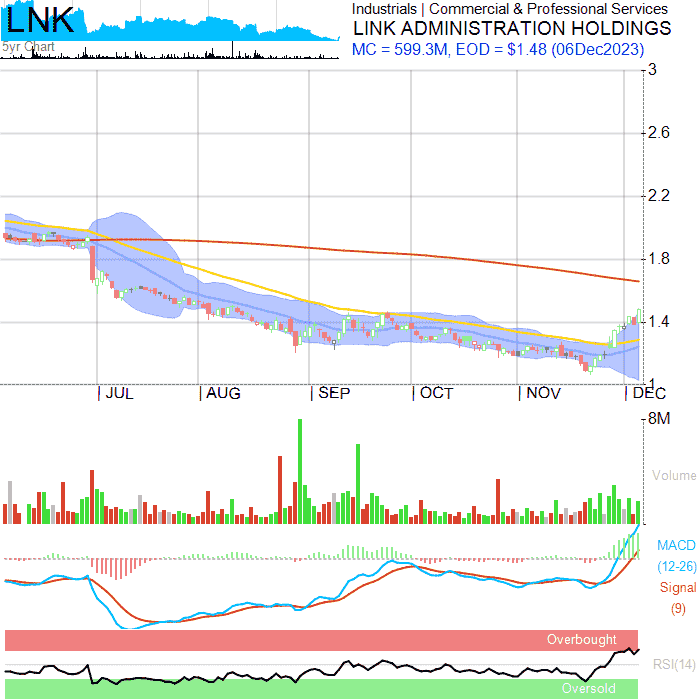 LNK
5yr Chart
Industrials | Commercial & Professional Services
LINK ADMINISTRATION HOLDINGS
MC = 599.3M, EOD = $1.48 (06Dec2023)
3
2.6
2.2
1.8
1.4
1
JUL AUG SEP OCT NOV DEC
8M
Volume
MACD
(12-26)
Signal
(9)
Overbought
RSI(14)
Oversold